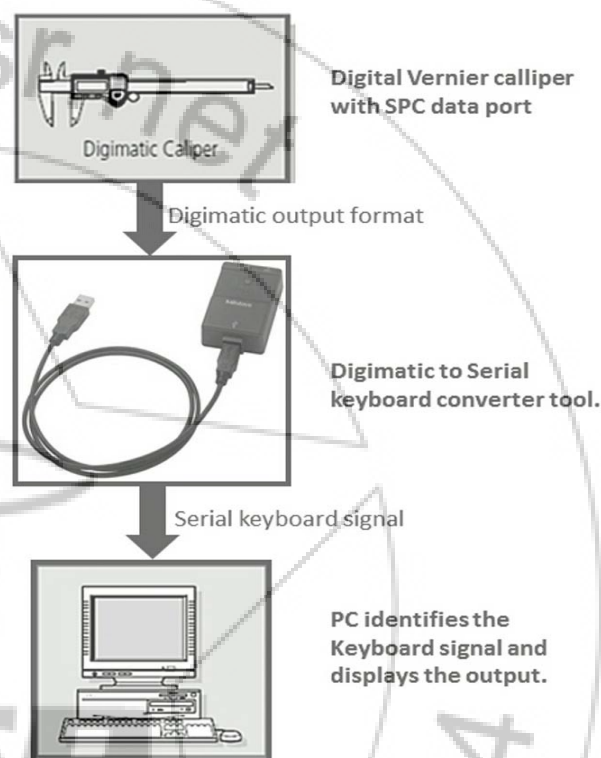 Digital Vernier calliper
with SPC data port
Digimatic Caliper
Digimatic output format
Digimatic to Serial
keyboard converter tool.
Serial keyboard signal
PC identifies the
Keyboard signal and
displays the output.